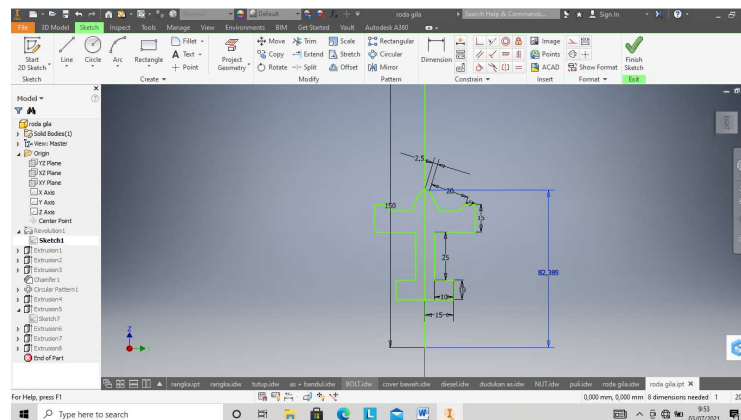 Default
roda gila
Search Help & Commands...
Sign In
File 3D Model Sketch Inspect Tools Manage View Environments BIM Get Started Vault Autodesk A360
Start
2D Sketch
Line Circle Arc Rectangle
Fillet
A Text
+ Point
Project
Geometry
Move Trim Scale
Copy Extend Stretch
Rotate Split Offset
Rectangular
Circular
Mirror
Dimension
Image
Points
ACAD
Show Format
Finish
Sketch
Sketch Create Modify Pattern Constrain Insert Format Exit
Model
roda gila
Solid Bodies(1)
View: Master
Origin
YZ Plane
XZ Plane
XY Plane
X Axis
Y Axis
Z Axis
Center Point
Revolution1
Sketch1
Extrusion1
Extrusion2
Extrusion3
Chamfer1
Circular Pattern1
Extrusion4
Extrusion5
Sketch7
Extrusion6
Extrusion7
Extrusion8
End of Part
2,5
20
150
15
25
82,389
10
10
15
Z
rangka.ipt rangka.idw tutup.idw as + bandul.idw BOLT.idw cover bawah.idw diesel.idw dudukan as.idw NUT.idw puli.idw roda gila.idw roda gila.ipt
For Help, press F1
0,000 mm, 0,000 mm 8 dimensions needed 1 20
Type here to search
9:53
03/07/2021